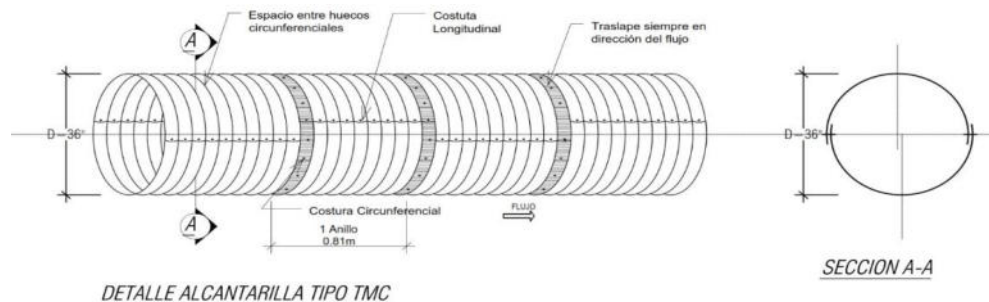 Espacio entre huecos
circunferenciales
Costuta
Longitudinal
Traslape siempre en
dirección del flujo
A
D-36"
D-36"
A
Costura Circunferencial
FLUJO
1 Anillo
0.81m
SECCION A-A
DETALLE ALCANTARILLA TIPO TMC